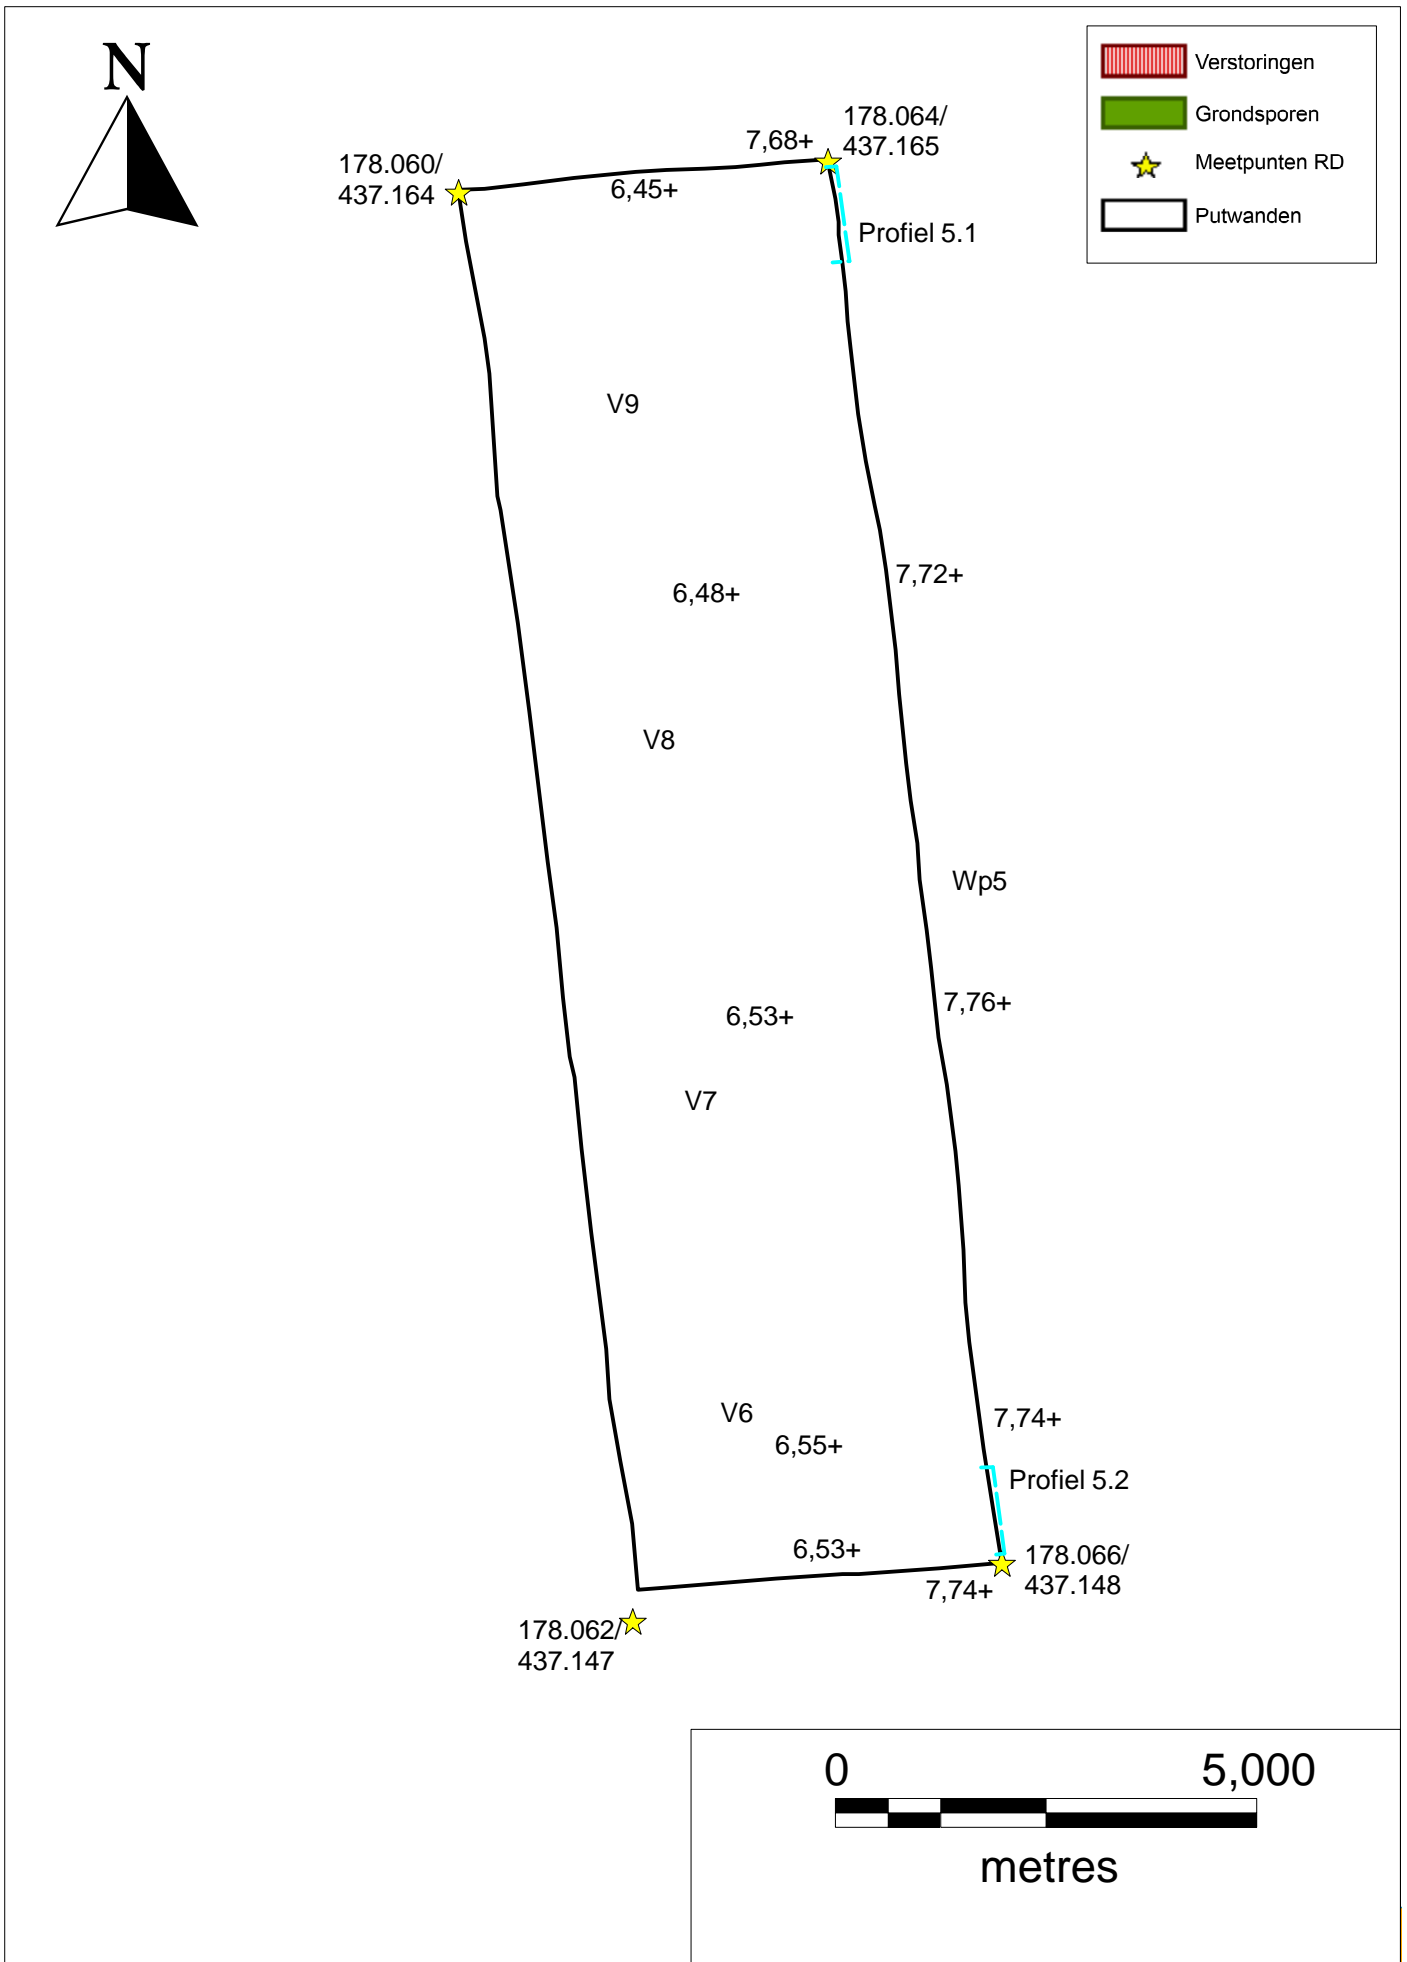 N
Verstoringen
Grondsporen
Meetpunten RD
Putwanden
178.064/
437.165
7,68+
178.060/
437.164
6,45+
Profiel 5.1
V9
7,72+
6,48+
V8
Wp5
7,76+
6,53+
V7
V6
7,74+
6,55+
Profiel 5.2
6,53+
178.066/
437.148
7,74+
178.062/
437.147
0 5,000
metres